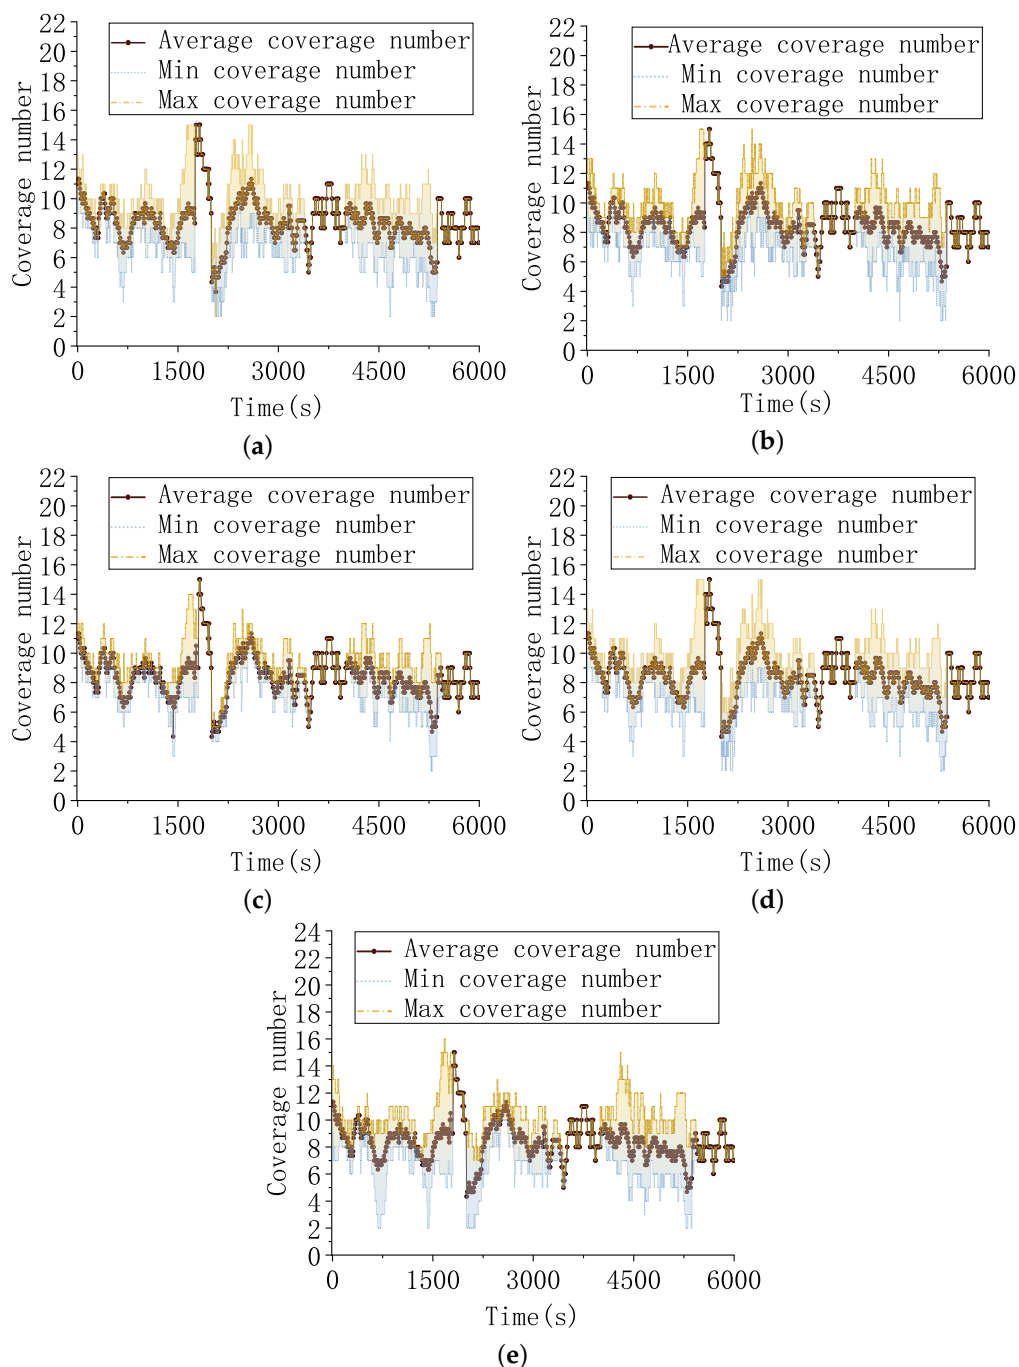 22
20
18
16
14
12
10
8
6
4
2
0
Coverage number
Average coverage number
Min coverage number
Max coverage number
0 1500 3000 4500 6000
Time(s)
(a)
22
20
18
16
14
12
10
8
6
4
2
0
Coverage number
Average coverage number
Min coverage number
Max coverage number
0 1500 3000 4500 6000
Time(s)
(b)
22
20
18
16
14
12
10
8
6
4
2
0
Coverage number
Average coverage number
Min coverage number
Max coverage number
0 1500 3000 4500 6000
Time(s)
(c)
22
20
18
16
14
12
10
8
6
4
2
0
Coverage number
Average coverage number
Min coverage number
Max coverage number
0 1500 3000 4500 6000
Time(s)
(d)
24
22
20
18
16
14
12
10
8
6
4
2
0
Coverage number
Average coverage number
Min coverage number
Max coverage number
0 1500 3000 4500 6000
Time(s)
(e)